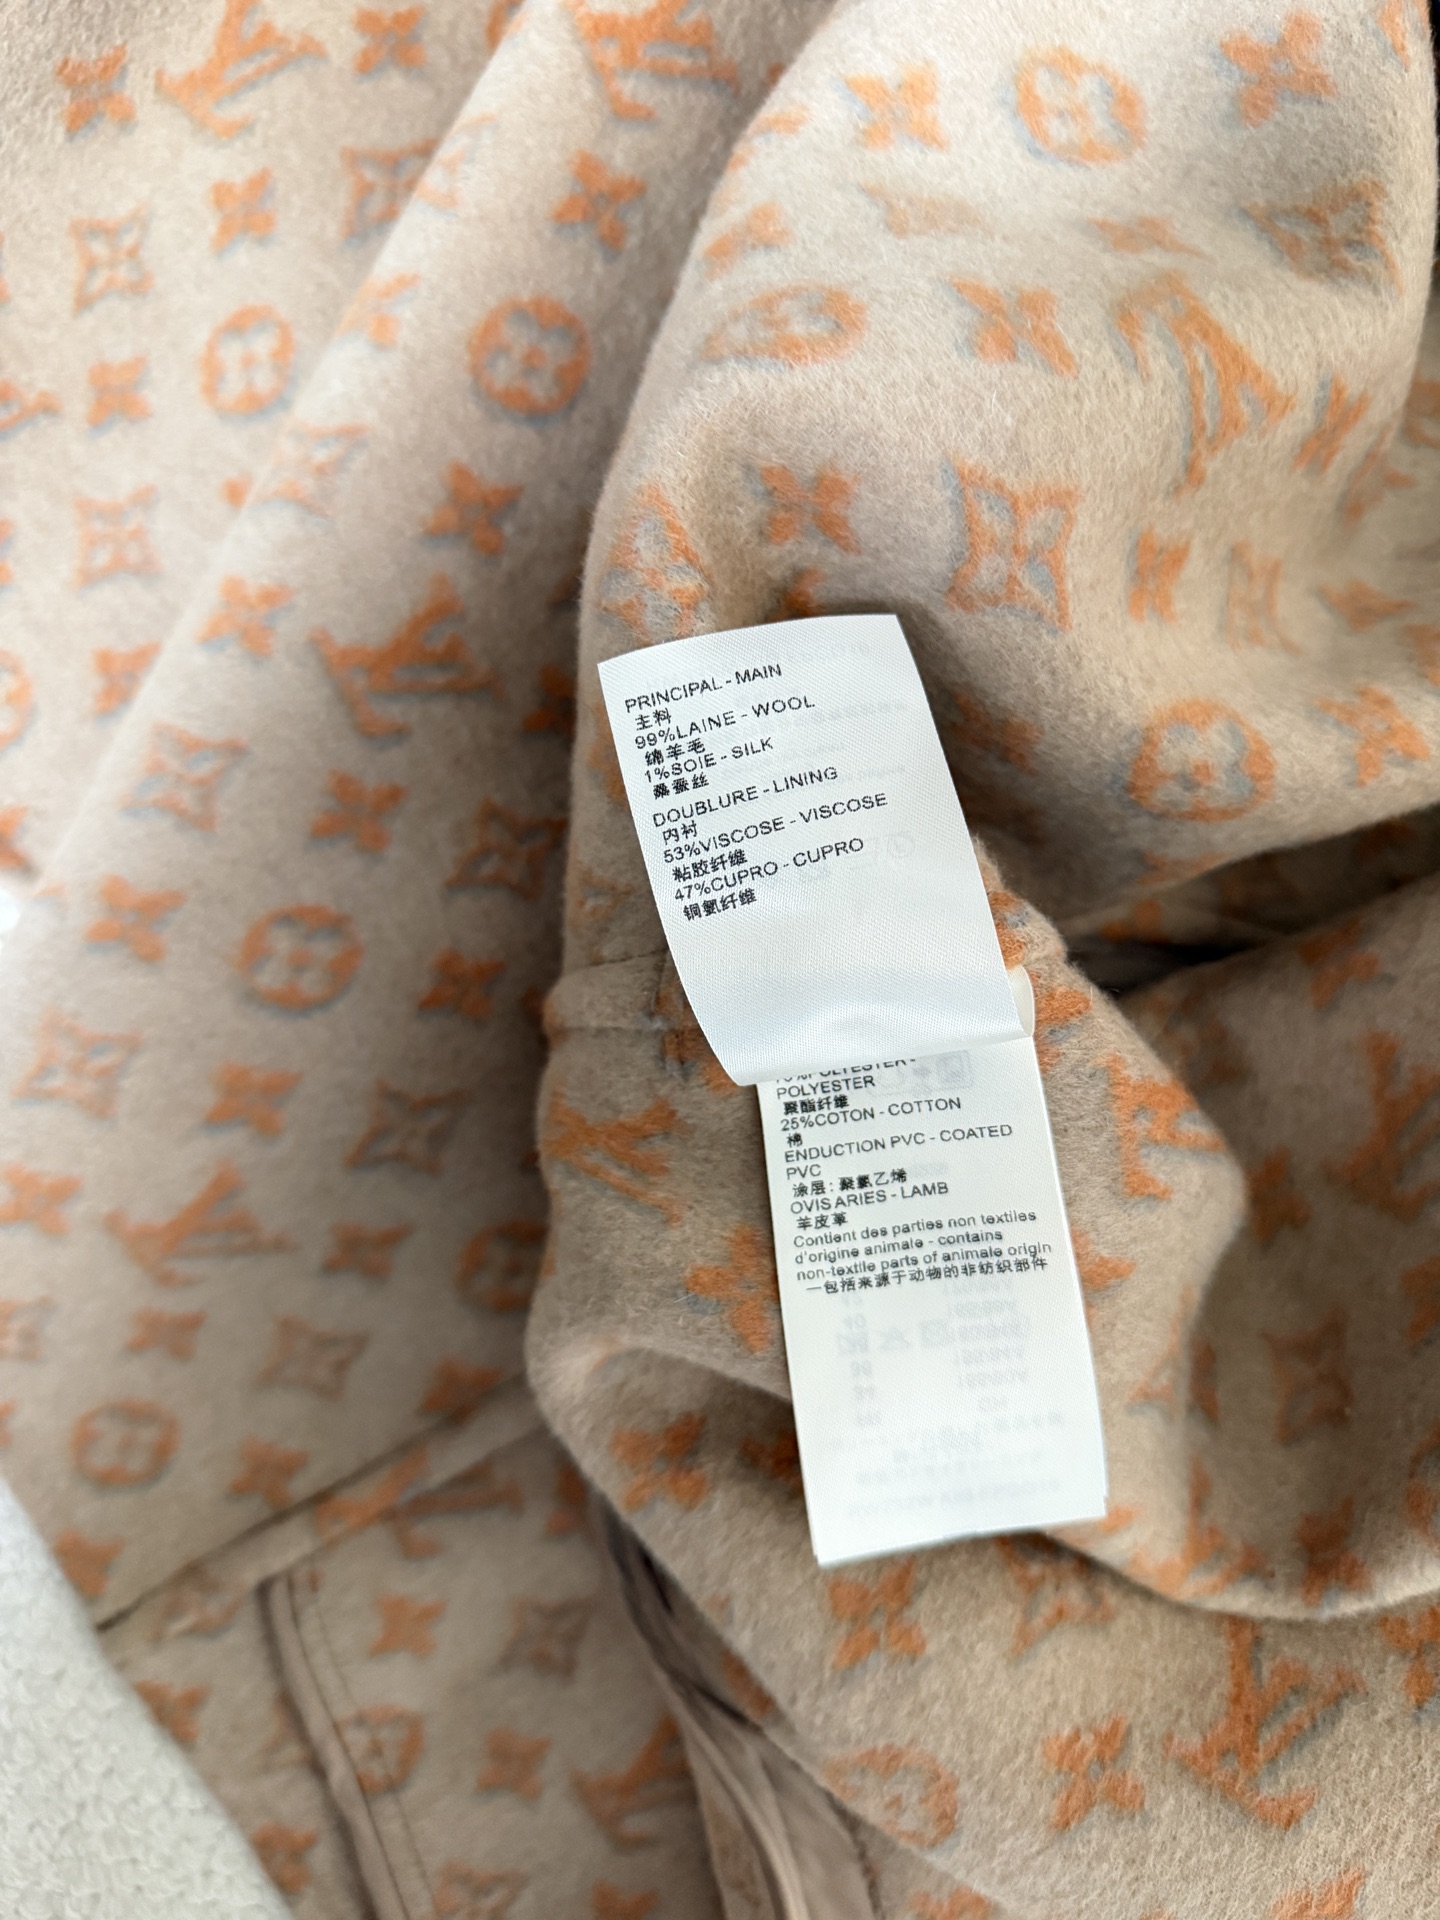 PRINCIPAL - MAIN
主料
99%LAINE - WOOL
绵羊毛
1%SOIE - SILK
桑蚕丝
DOUBLURE - LINING
内衬
53%VISCOSE - VISCOSE
粘胶纤维
47%CUPRO - CUPRO
铜氨纤维
POLYESTER -
POLYESTER
聚酯纤维
25%COTON - COTTON
棉
ENDUCTION PVC - COATED
PVC
涂层：聚氯乙烯
OVIS ARIES - LAMB
羊皮革
Contient des parties non textiles
d'origine animale - contains
non-textile parts of animale origin
一包括来源于动物的非纺织部件